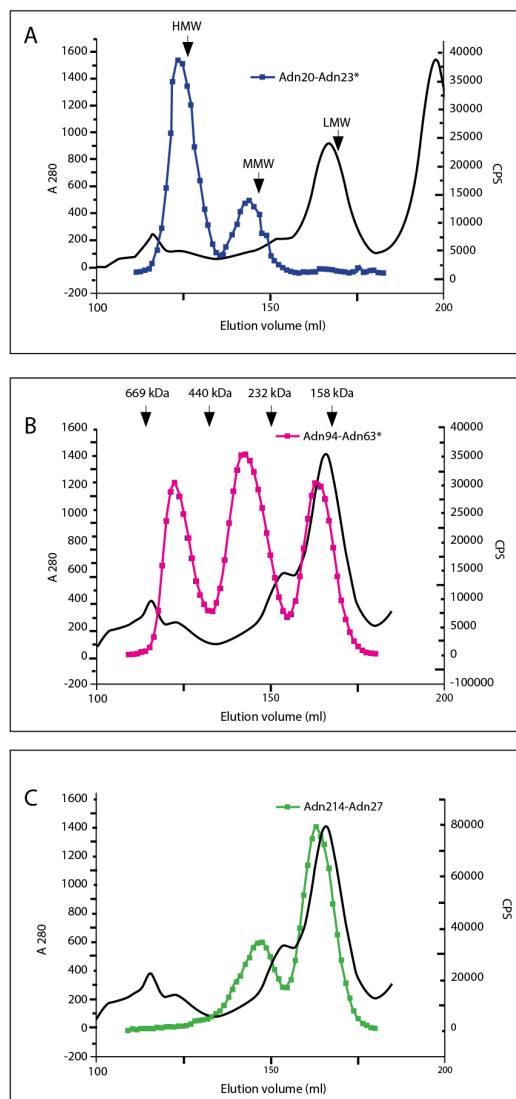 A
HMW
Adn20-Adn23*
MMW
LMW
A 280
1600
1400
1200
1000
800
600
400
200
0
-200
40000
35000
30000
25000
20000
15000
10000
5000
0
CPS
100 150 200
Elution volume (ml)
B
669 kDa 440 kDa 232 kDa 158 kDa
Adn94-Adn63*
A 280
1600
1400
1200
1000
800
600
400
200
0
-200
40000
35000
30000
25000
20000
15000
10000
5000
0
-100000
CPS
100 150 200
Elution volume (ml)
C
Adn214-Adn27
A 280
1600
1400
1200
1000
800
600
400
200
0
-200
80000
60000
40000
20000
0
CPS
100 150 200
Elution volume (ml)